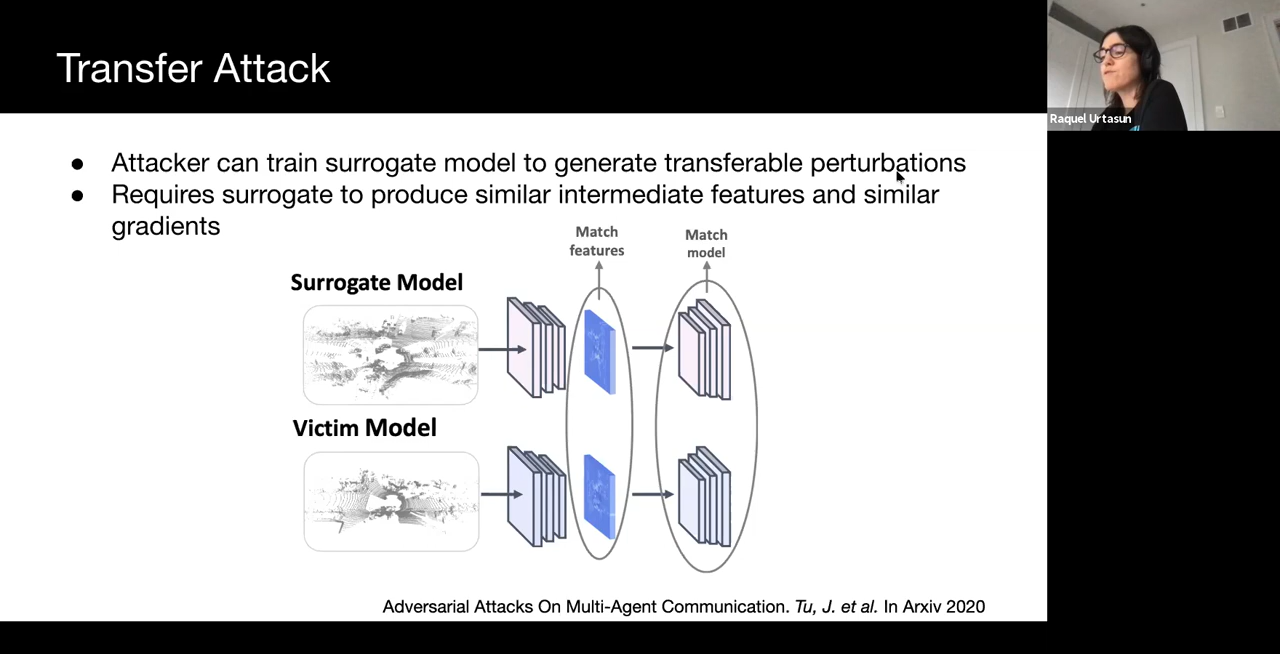 Transfer Attack
Raquel Urtasun
● Attacker can train surrogate model to generate transferable perturbations
● Requires surrogate to produce similar intermediate features and similar
gradients
Match
features
Match
model
Surrogate Model
Victim Model
Adversarial Attacks On Multi-Agent Communication. Tu, J. et al. In Arxiv 2020